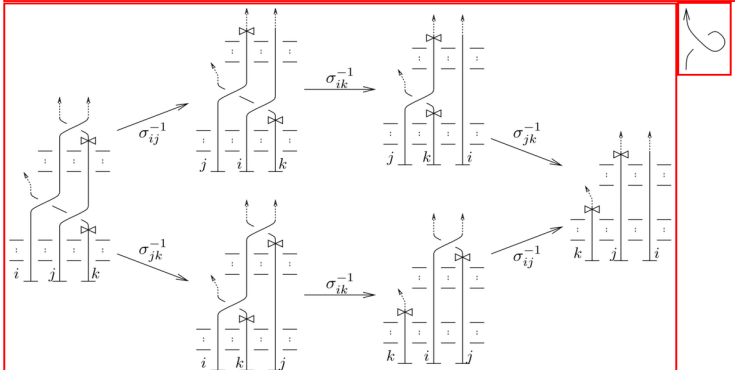 σ_{ik}^{-1}
σ_{ij}^{-1}
σ_{jk}^{-1}
j i k
j k i
i j k
k j i
σ_{jk}^{-1}
σ_{ik}^{-1}
σ_{ij}^{-1}
i k j
k i j